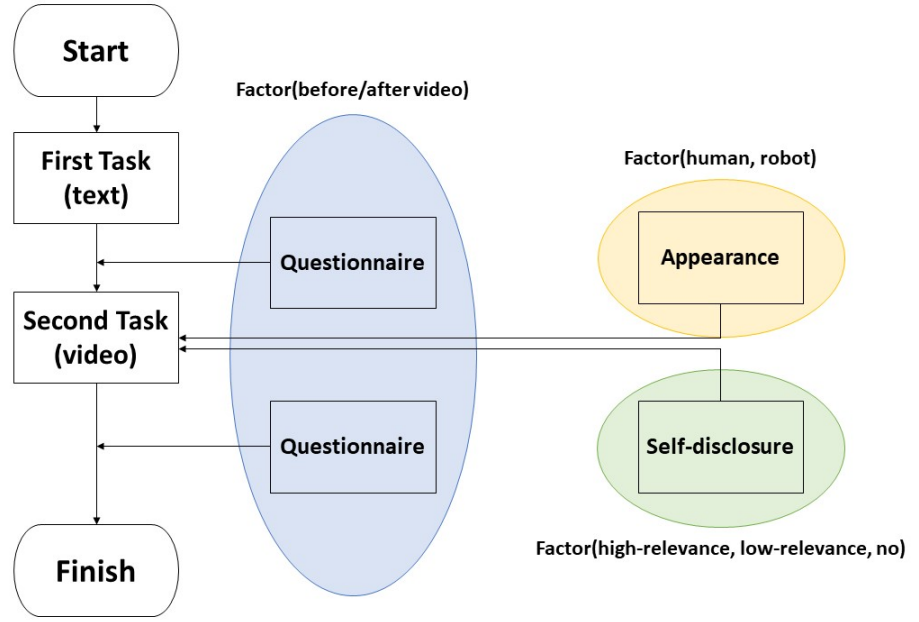 Start
Factor(before/after video)
First Task
(text)
Factor(human, robot)
Questionnaire
Appearance
Second Task
(video)
Questionnaire
Self-disclosure
Factor(high-relevance, low-relevance, no)
Finish